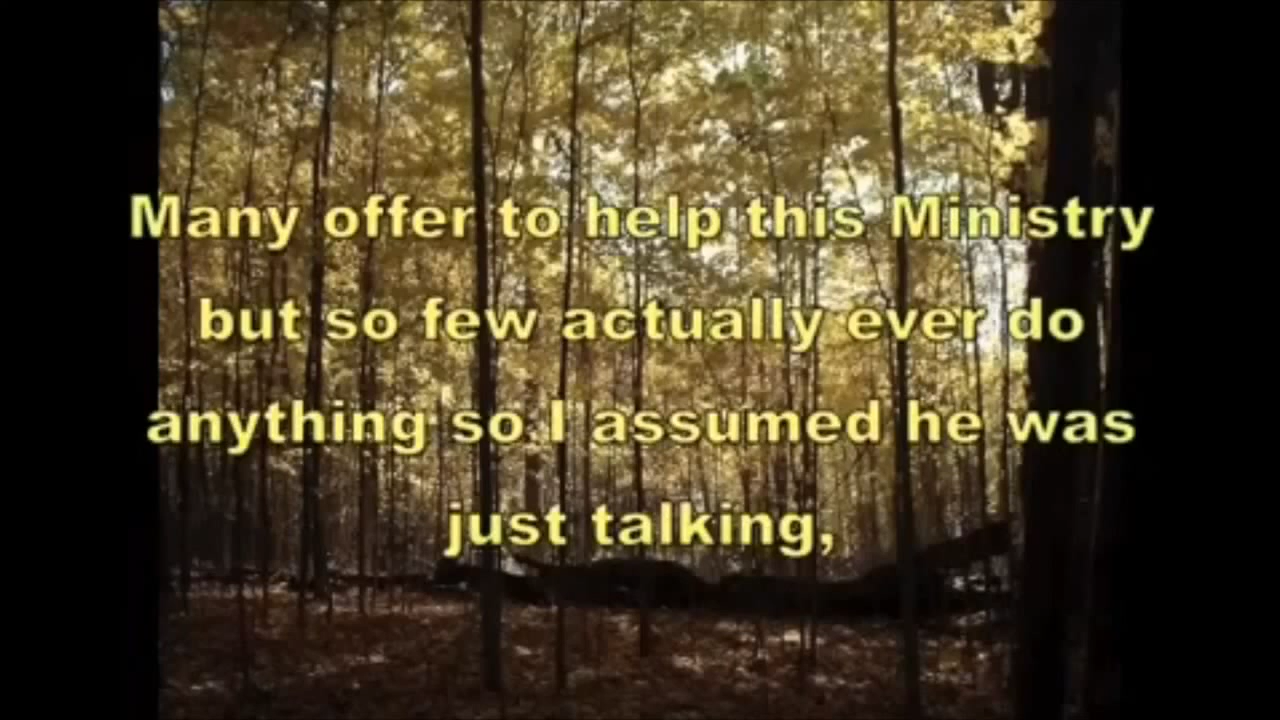 Many offer to help this Ministry
but so few actually ever do
anything so I assumed he was
just talking,